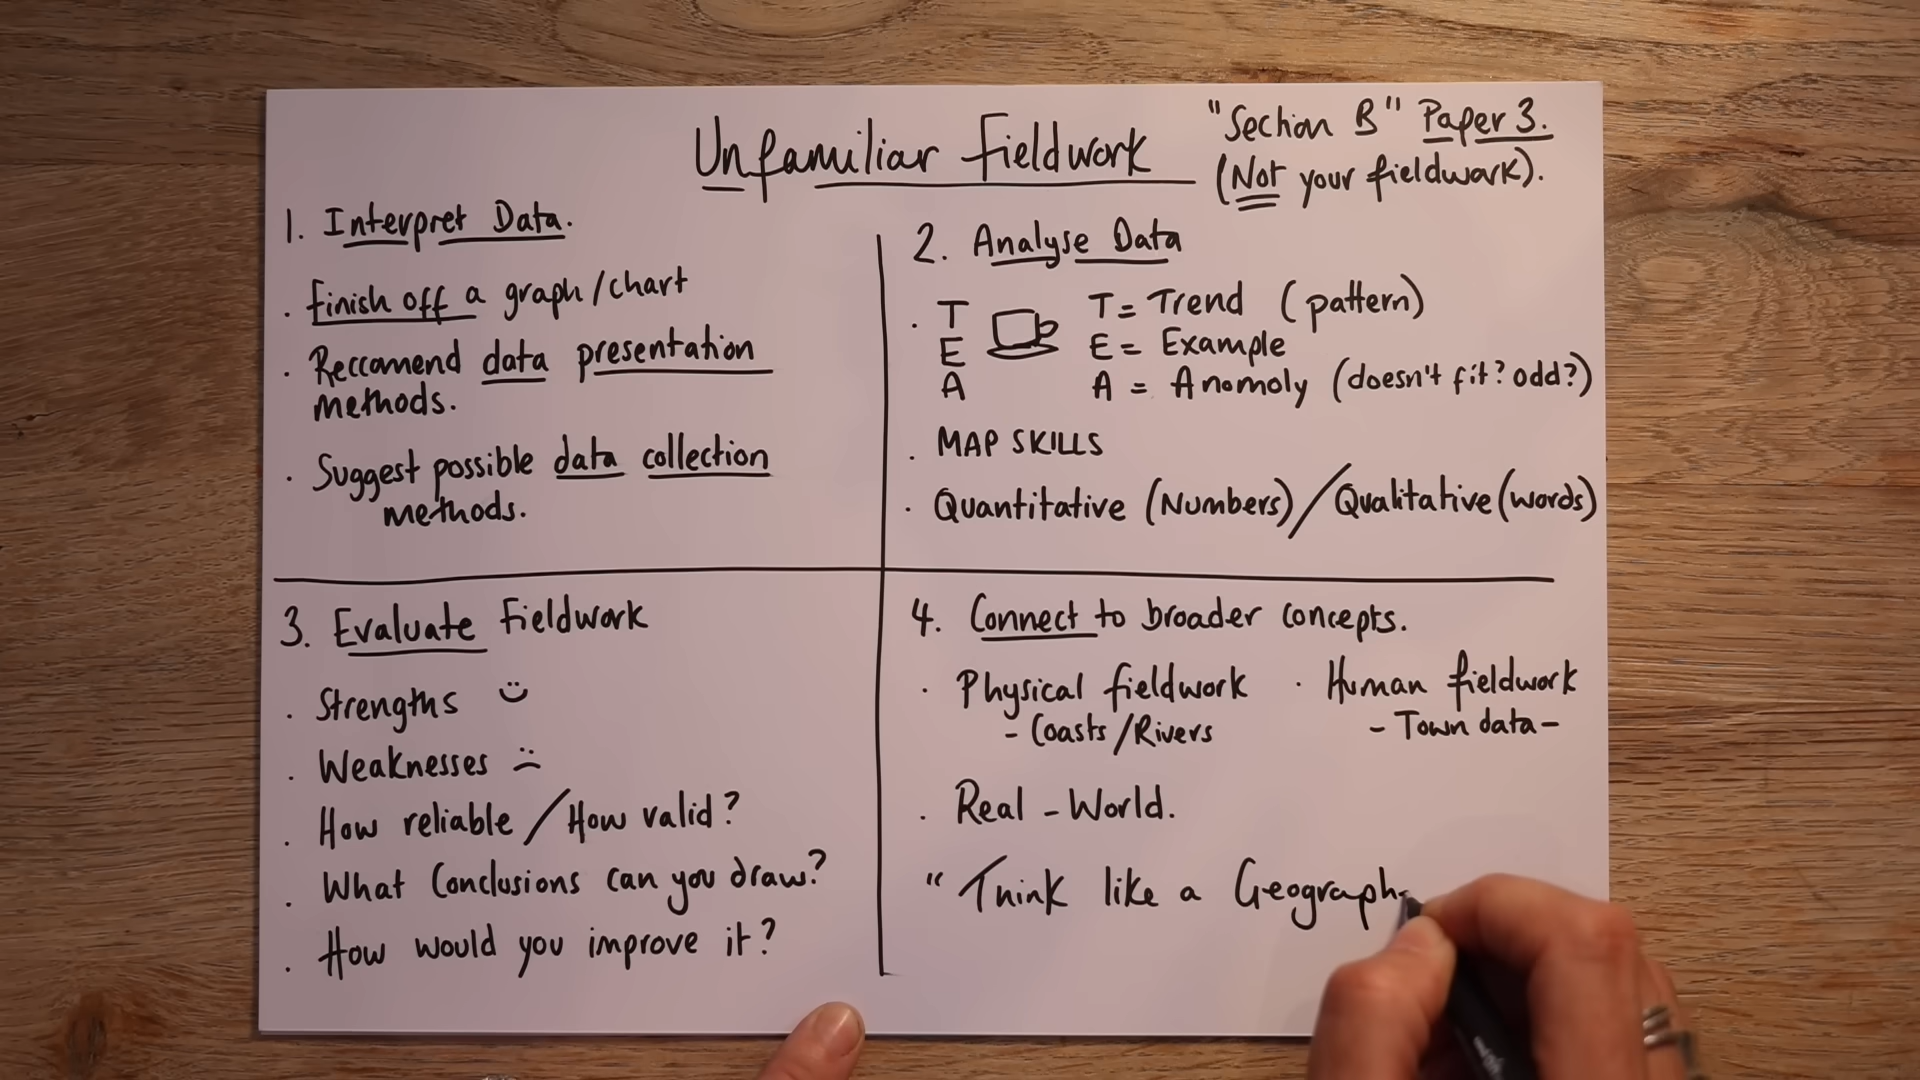 Unfamiliar Fieldwork
"Section B" Paper 3.
(Not your fieldwork).
1. Interpret Data.
. Finish off a graph/chart
. Reccomend data presentation
methods.
. Suggest possible data collection
methods.
2. Analyse Data
. T
E
A
T = Trend (pattern)
E = Example
A = Anomoly (doesn't fit? odd?)
. MAP SKILLS
. Quantitative (Numbers) / Qualitative (words)
3. Evaluate Fieldwork
. Strengths
. Weaknesses
. How reliable / How valid?
. What Conclusions can you draw?
. How would you improve it?
4. Connect to broader concepts.
. Physical fieldwork
- Coasts/Rivers
. Human fieldwork
- Town data -
. Real - World.
"Think like a Geograph